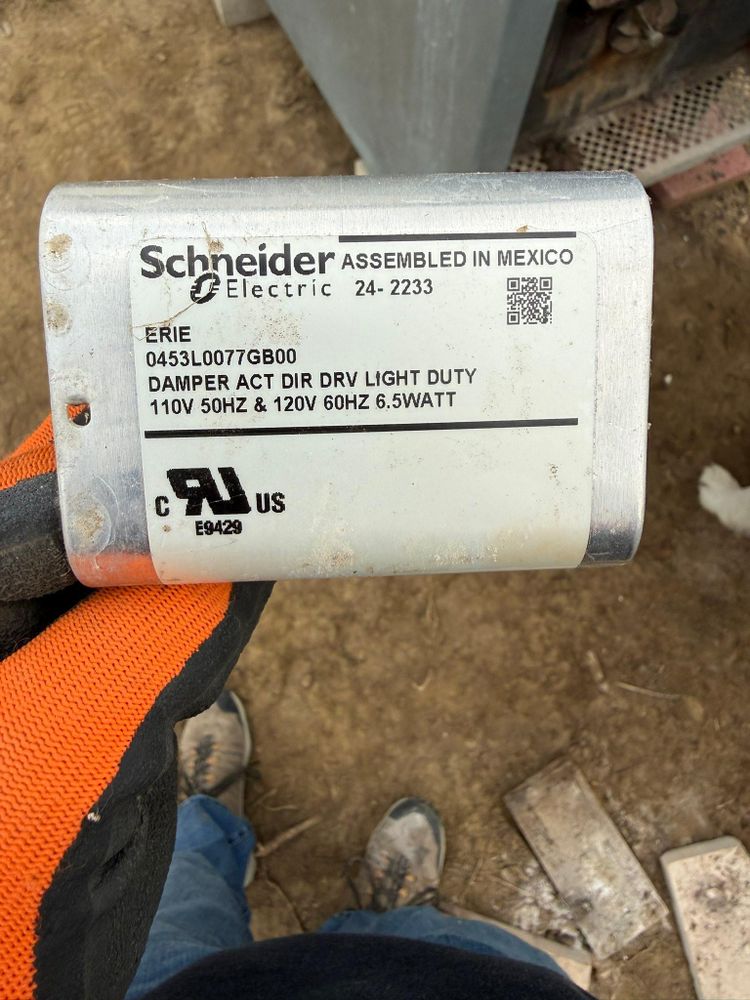 Schneider Electric
ASSEMBLED IN MEXICO
24- 2233
ERIE
0453L0077GB00
DAMPER ACT DIR DRV LIGHT DUTY
110V 50HZ & 120V 60HZ 6.5WATT
C RU US
E9429